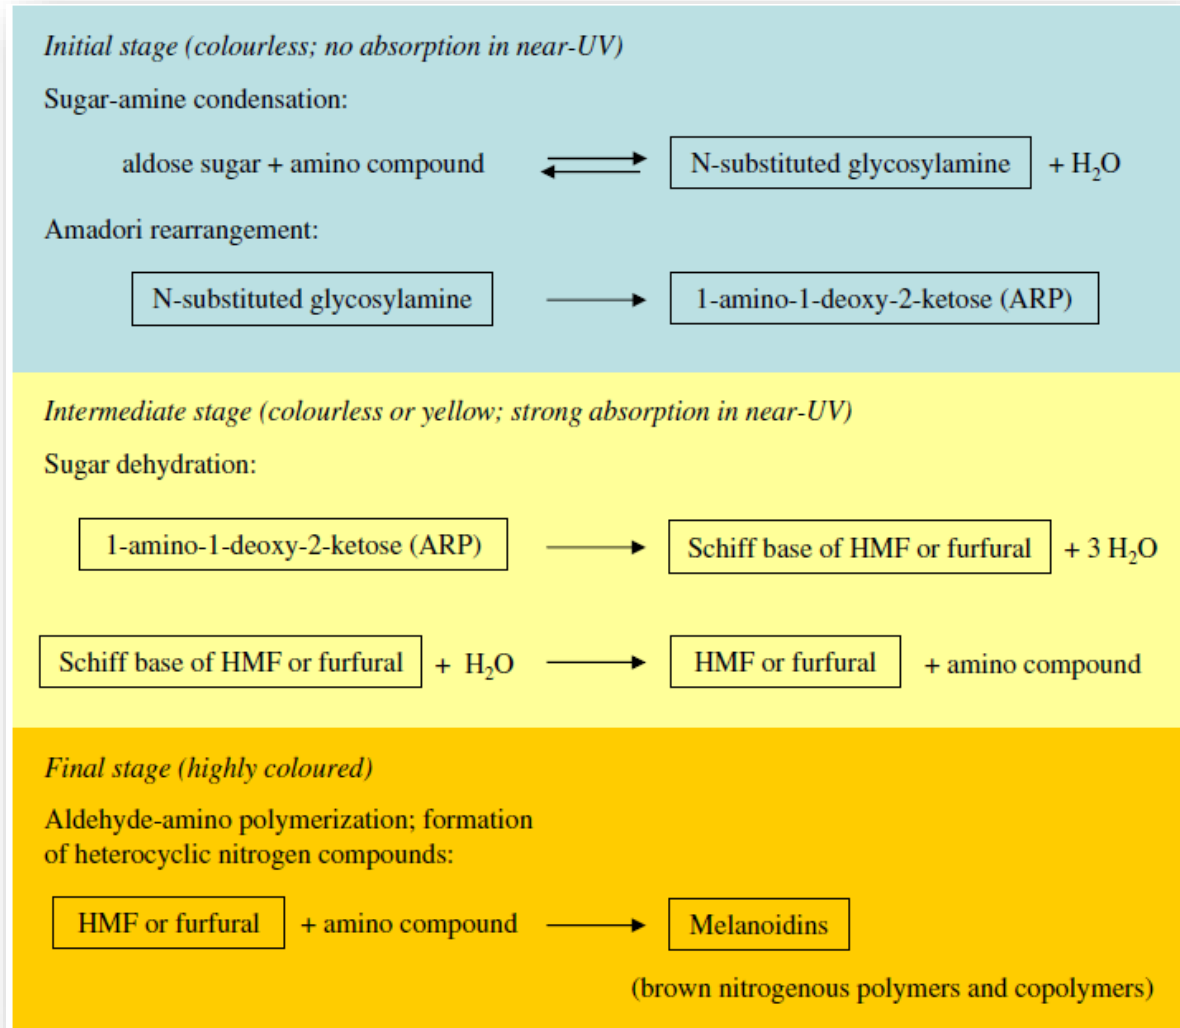 Initial stage (colourless; no absorption in near-UV)
Sugar-amine condensation:
aldose sugar + amino compound ⇌ N-substituted glycosylamine + H₂O
Amadori rearrangement:
N-substituted glycosylamine → 1-amino-1-deoxy-2-ketose (ARP)
Intermediate stage (colourless or yellow; strong absorption in near-UV)
Sugar dehydration:
1-amino-1-deoxy-2-ketose (ARP) → Schiff base of HMF or furfural + 3 H₂O
Schiff base of HMF or furfural + H₂O → HMF or furfural + amino compound
Final stage (highly coloured)
Aldehyde-amino polymerization; formation
of heterocyclic nitrogen compounds:
HMF or furfural + amino compound → Melanoidins
(brown nitrogenous polymers and copolymers)